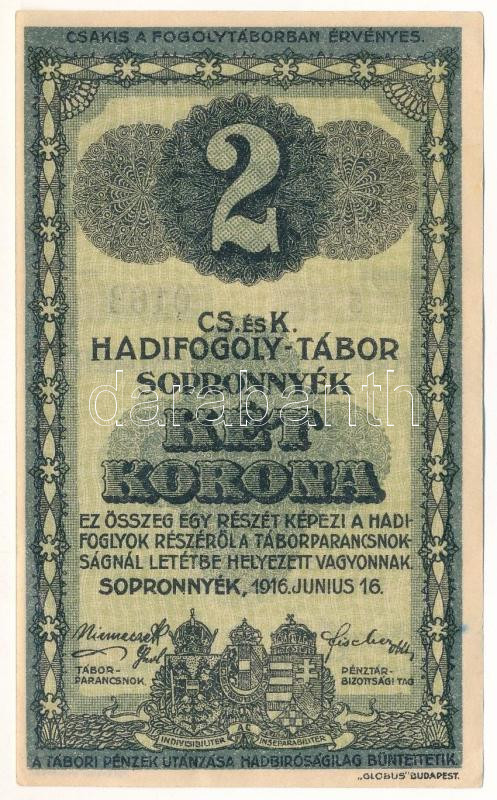 CSAKIS A FOGOLYTÁBORBAN ÉRVÉNYES.
2
CS. ÉS K.
HADIFOGOLY-TÁBOR
SOPRONNYÉK
KÉT
KORONA
EZ ÖSSZEG EGY RÉSZÉT KÉPEZI A HADI-
FOGLYOK RÉSZÉRŐL A TÁBORPARANCSNOK-
SÁGNÁL LETÉTBE HELYEZETT VAGYONNAK.
SOPRONNYÉK, 1916. JUNIUS 16.
TÁBOR-
PARANCSNOK
PÉNZTÁR-
BIZOTTSÁGI TAG
INDIVISIBILITER AC INSEPARABILITER
A TÁBORI PÉNZEK UTÁNZÁSA HADBIRÓSÁGILAG BÜNTETTETIK.
„GLOBUS" BUDAPEST.
darabanth